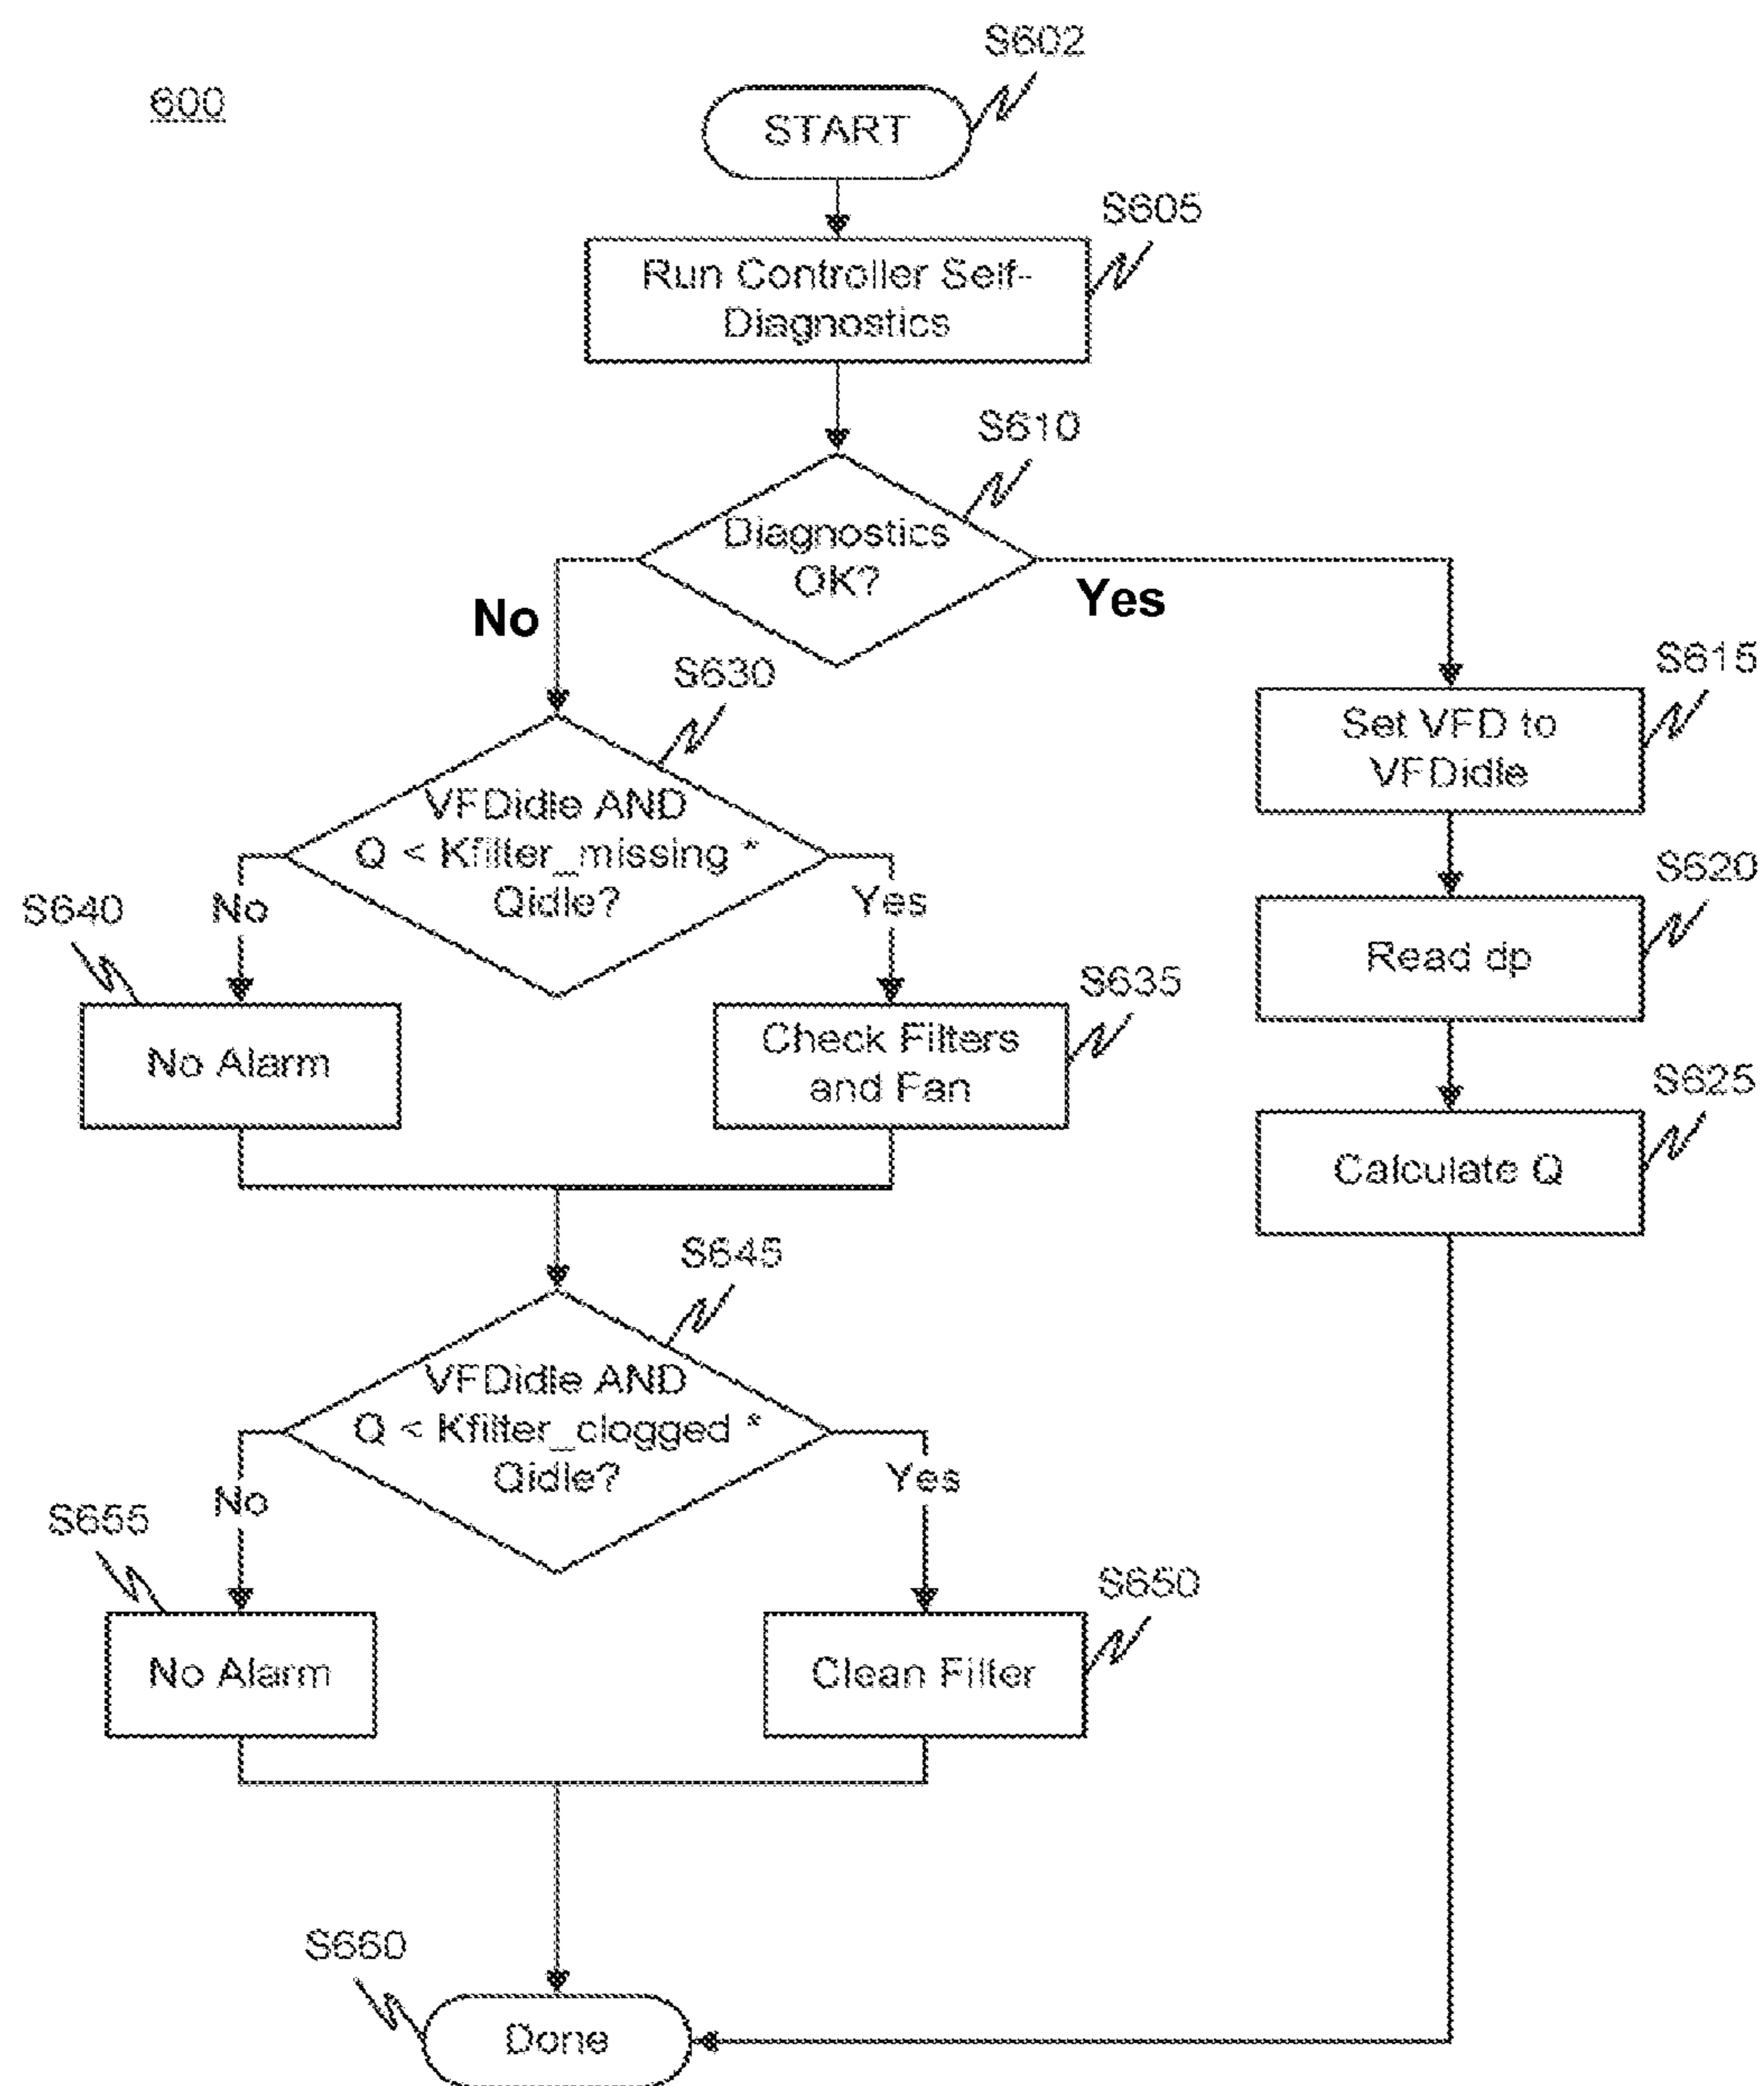 600
S602
START
S605
Run Controller Self-
Diagnostics
S610
Diagnostics
OK?
No
Yes
S615
Set VFD to
VFDidle
S630
VFDidle AND
Q < Kfilter_missing *
Qidle?
S620
Read dp
S640
No
Yes
No Alarm
S635
Check Filters
and Fan
S625
Calculate Q
S645
VFDidle AND
Q < Kfilter_clogged *
Qidle?
No
Yes
S655
No Alarm
S650
Clean Filter
S660
Done